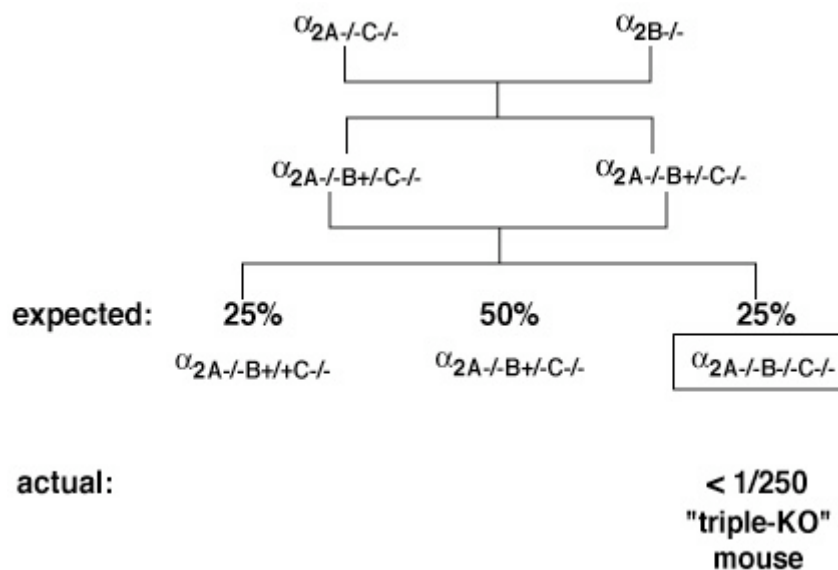 α2A-/-C-/- α2B-/-
α2A-/-B+/-C-/- α2A-/-B+/-C-/-
expected: 25% 50% 25%
α2A-/-B+/+C-/- α2A-/-B+/-C-/- α2A-/-B-/-C-/-
actual: < 1/250
"triple-KO"
mouse